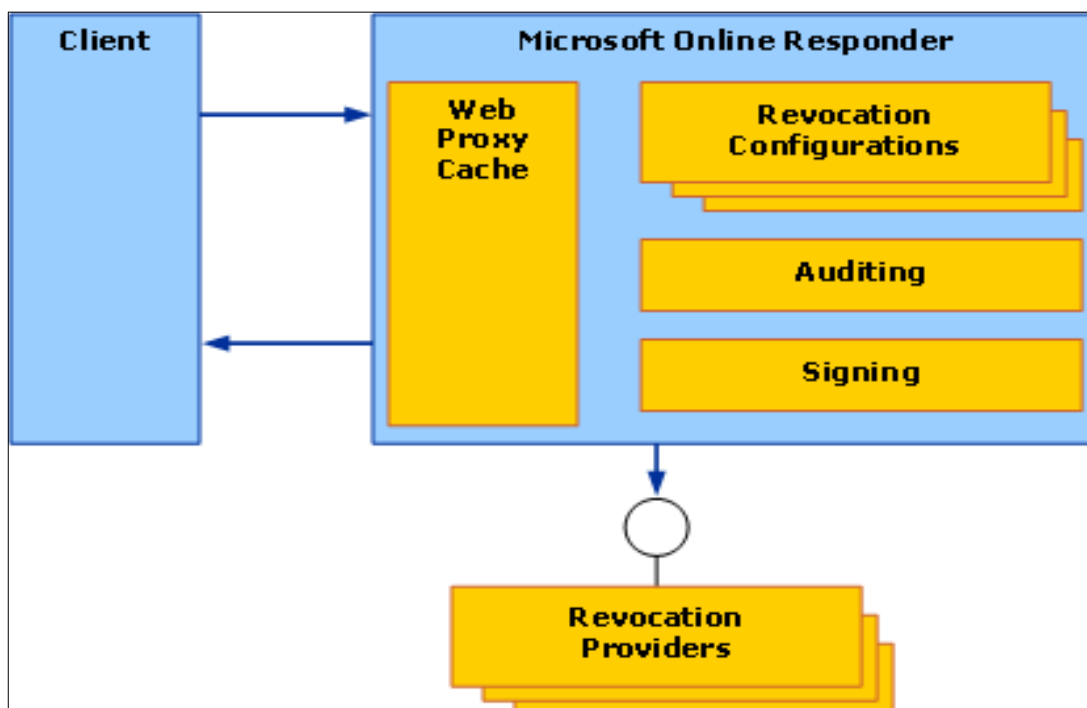 Client
Microsoft Online Responder
Web
Proxy
Cache
Revocation
Configurations
Auditing
Signing
Revocation
Providers